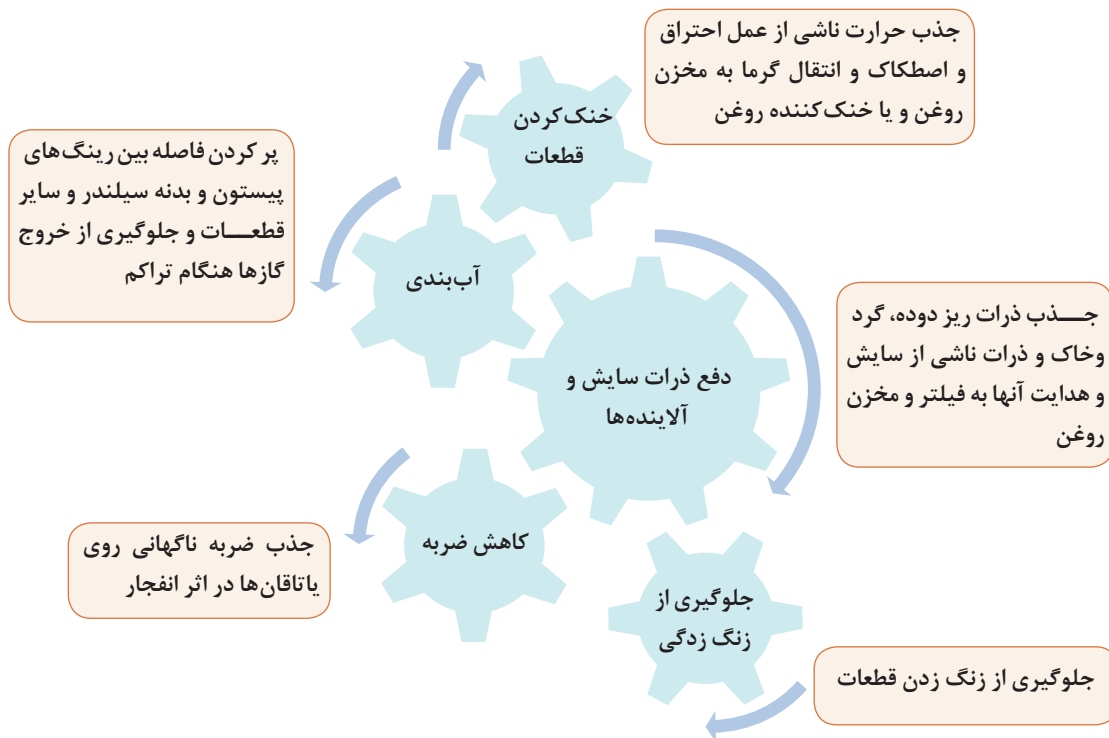 جذب حرارت ناشی از عمل احتراق
و اصطکاک و انتقال گرما به مخزن
روغن و یا خنک‌کننده روغن
خنک‌کردن
قطعات
پر کردن فاصله بین رینگ‌های
پیستون و بدنه سیلندر و سایر
قطعـــات و جلوگیری از خروج
گازها هنگام تراکم
آب‌بندی
جـــذب ذرات ریز دوده، گرد
وخاک و ذرات ناشی از سایش
و هدایت آنها به فیلتر و مخزن
روغن
دفع ذرات سایش و
آلاینده‌ها
کاهش ضربه
جذب ضربه ناگهانی روی
یاتاقان‌ها در اثر انفجار
جلوگیری از
زنگ زدگی
جلوگیری از زنگ زدن قطعات